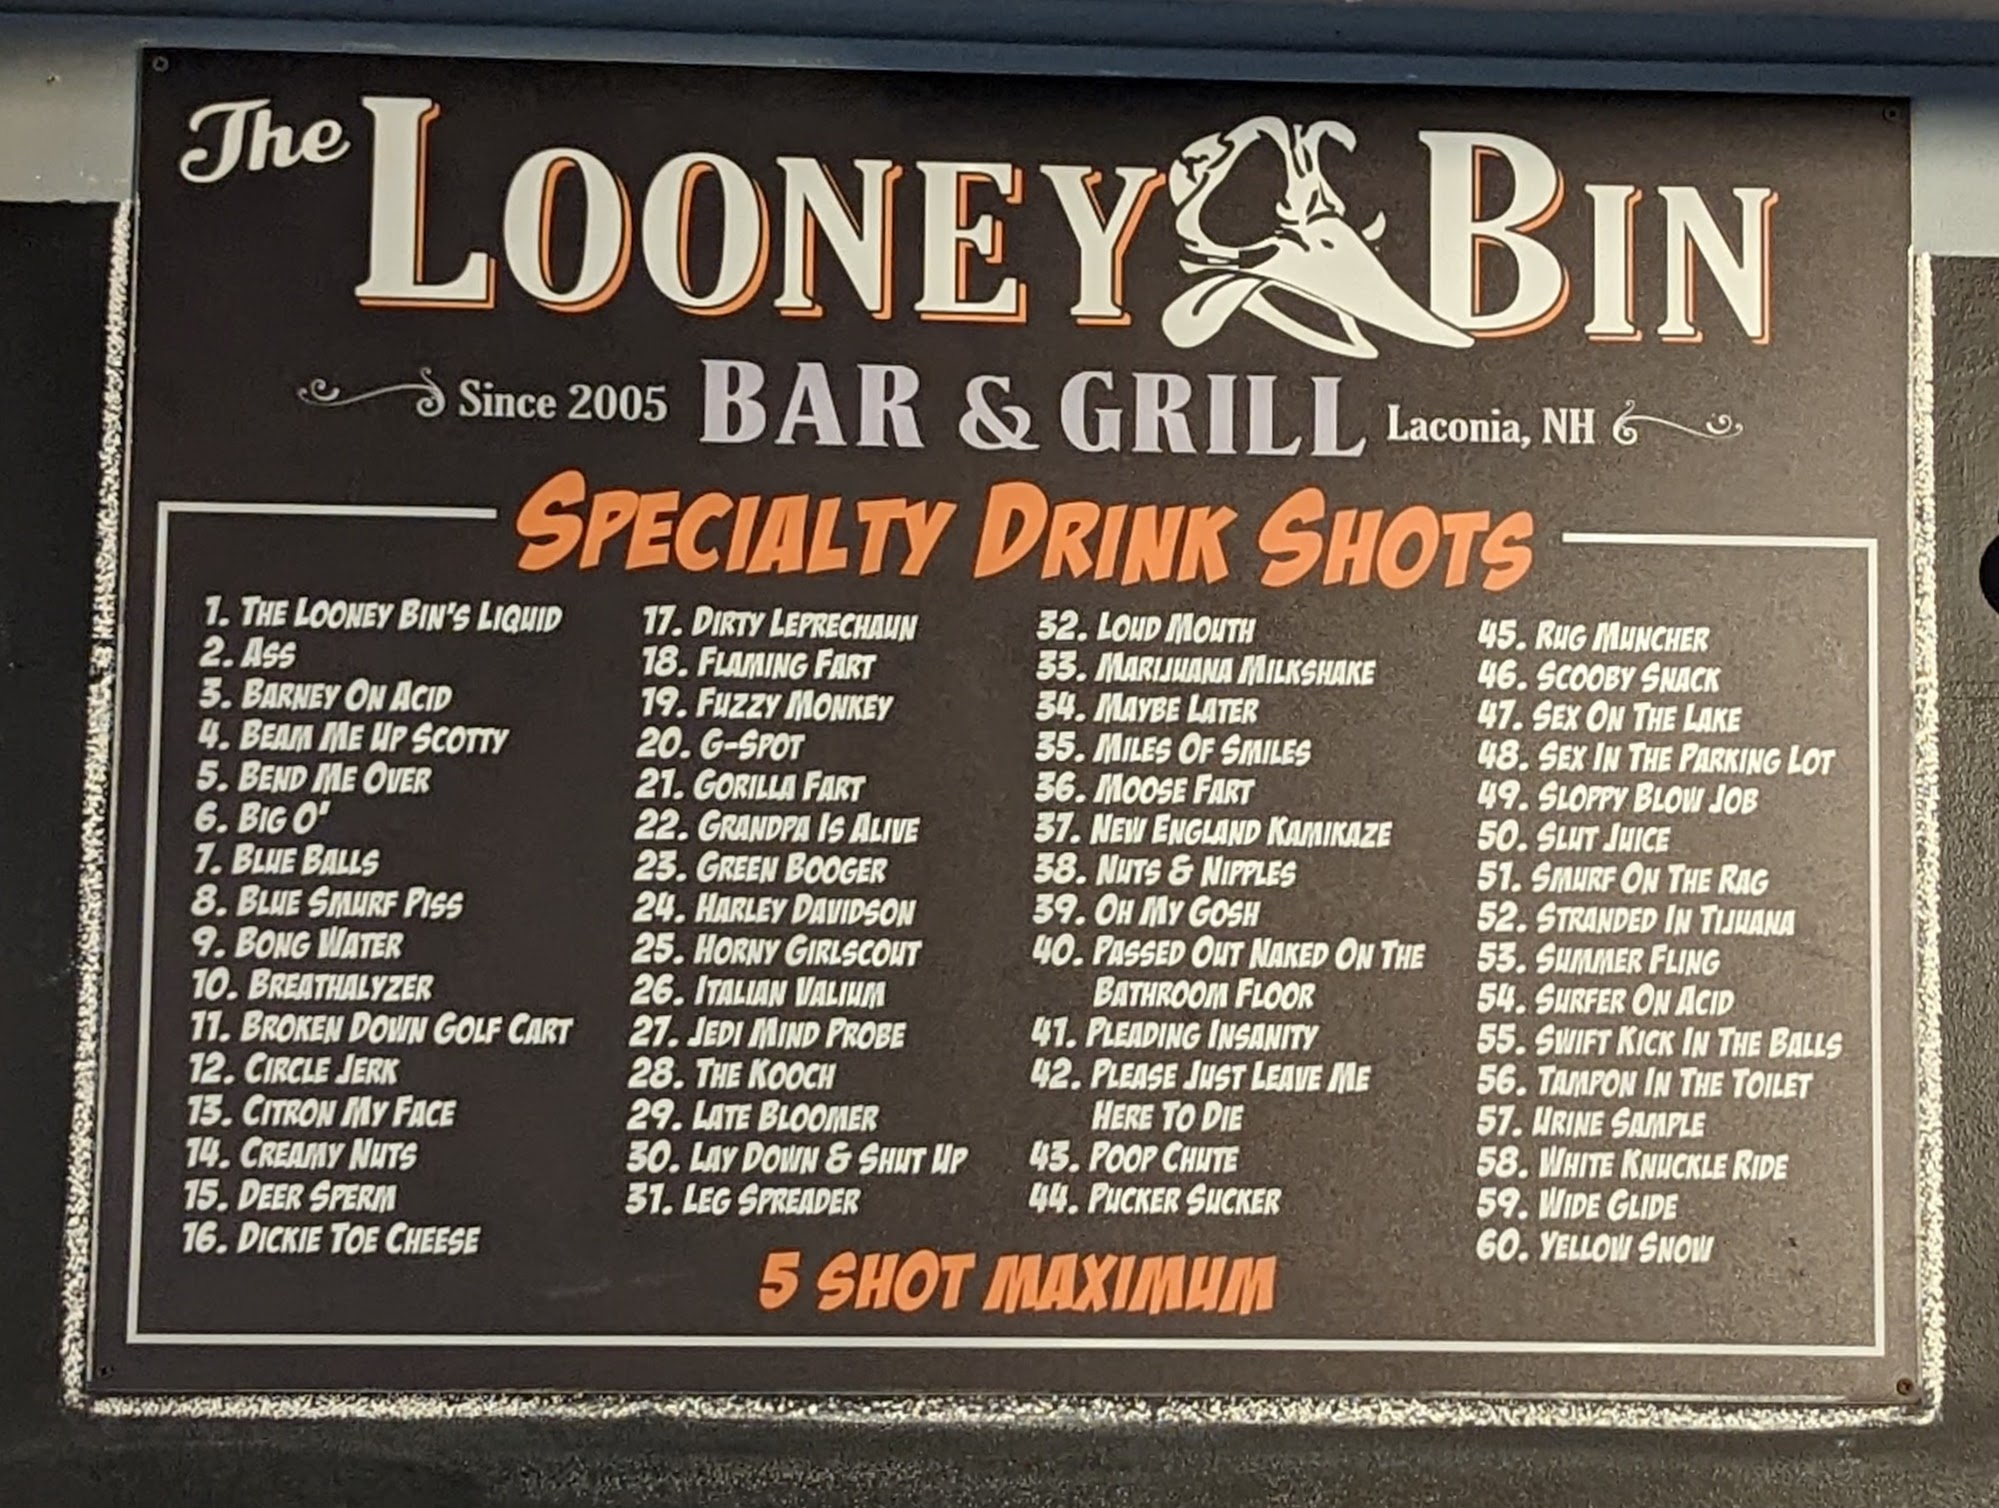 The LOONEY BIN
Since 2005 BAR & GRILL Laconia, NH
SPECIALTY DRINK SHOTS
1. THE LOONEY BIN'S LIQUID
2. ASS
3. BARNEY ON ACID
4. BEAM ME UP SCOTTY
5. BEND ME OVER
6. BIG O'
7. BLUE BALLS
8. BLUE SMURF PISS
9. BONG WATER
10. BREATHALYZER
11. BROKEN DOWN GOLF CART
12. CIRCLE JERK
13. CITRON MY FACE
14. CREAMY NUTS
15. DEER SPERM
16. DICKIE TOE CHEESE
17. DIRTY LEPRECHAUN
18. FLAMING FART
19. FUZZY MONKEY
20. G-SPOT
21. GORILLA FART
22. GRANDPA IS ALIVE
23. GREEN BOOGER
24. HARLEY DAVIDSON
25. HORNY GIRLSCOUT
26. ITALIAN VALIUM
27. JEDI MIND PROBE
28. THE KOOCH
29. LATE BLOOMER
30. LAY DOWN & SHUT UP
31. LEG SPREADER
32. LOUD MOUTH
33. MARIJUANA MILKSHAKE
34. MAYBE LATER
35. MILES OF SMILES
36. MOOSE FART
37. NEW ENGLAND KAMIKAZE
38. NUTS & NIPPLES
39. OH MY GOSH
40. PASSED OUT NAKED ON THE
BATHROOM FLOOR
41. PLEADING INSANITY
42. PLEASE JUST LEAVE ME
HERE TO DIE
43. POOP CHUTE
44. PUCKER SUCKER
45. RUG MUNCHER
46. SCOOBY SNACK
47. SEX ON THE LAKE
48. SEX IN THE PARKING LOT
49. SLOPPY BLOW JOB
50. SLUT JUICE
51. SMURF ON THE RAG
52. STRANDED IN TIJUANA
53. SUMMER FLING
54. SURFER ON ACID
55. SWIFT KICK IN THE BALLS
56. TAMPON IN THE TOILET
57. URINE SAMPLE
58. WHITE KNUCKLE RIDE
59. WIDE GLIDE
60. YELLOW SNOW
5 SHOT MAXIMUM